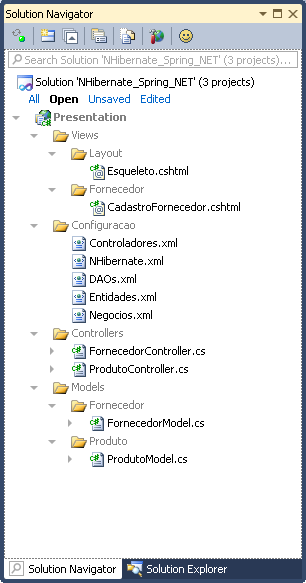 Solution Navigator
Search Solution 'NHibernate_Spring_NET' (3 projects)...
Solution 'NHibernate_Spring_NET' (3 projects)
All Open Unsaved Edited
Presentation
Views
Layout
Esqueleto.cshtml
Fornecedor
CadastroFornecedor.cshtml
Configuracao
Controladores.xml
NHibernate.xml
DAOs.xml
Entidades.xml
Negocios.xml
Controllers
FornecedorController.cs
ProdutoController.cs
Models
Fornecedor
FornecedorModel.cs
Produto
ProdutoModel.cs
Solution Navigator Solution Explorer